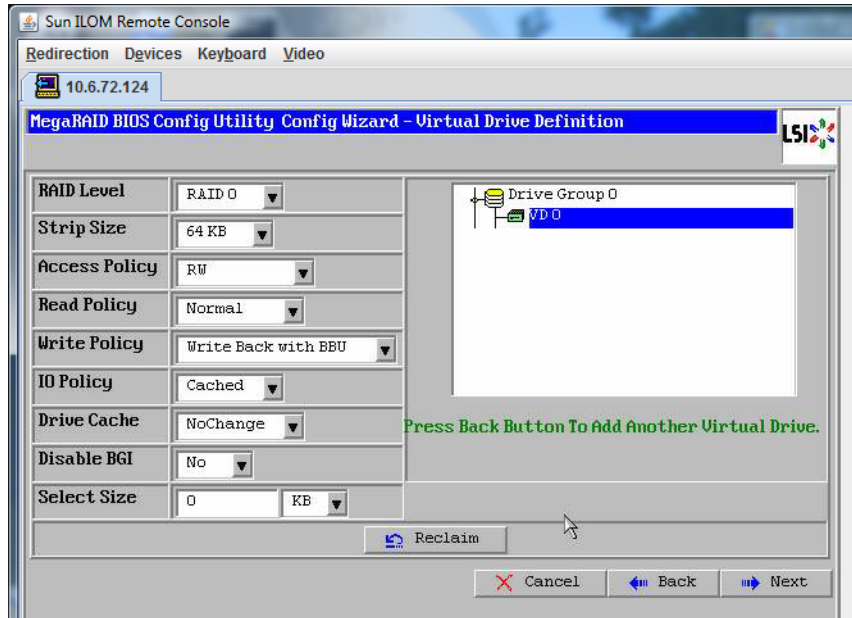 Sun ILOM Remote Console
Redirection Devices Keyboard Video
10.6.72.124
MegaRAID BIOS Config Utility Config Wizard - Virtual Drive Definition
LSI
RAID Level RAID 0
Strip Size 64 KB
Access Policy RW
Read Policy Normal
Write Policy Write Back with BBU
IO Policy Cached
Drive Cache NoChange
Disable BGI No
Select Size 0 KB
Drive Group 0
VD 0
Press Back Button To Add Another Virtual Drive.
Reclaim
Cancel Back Next